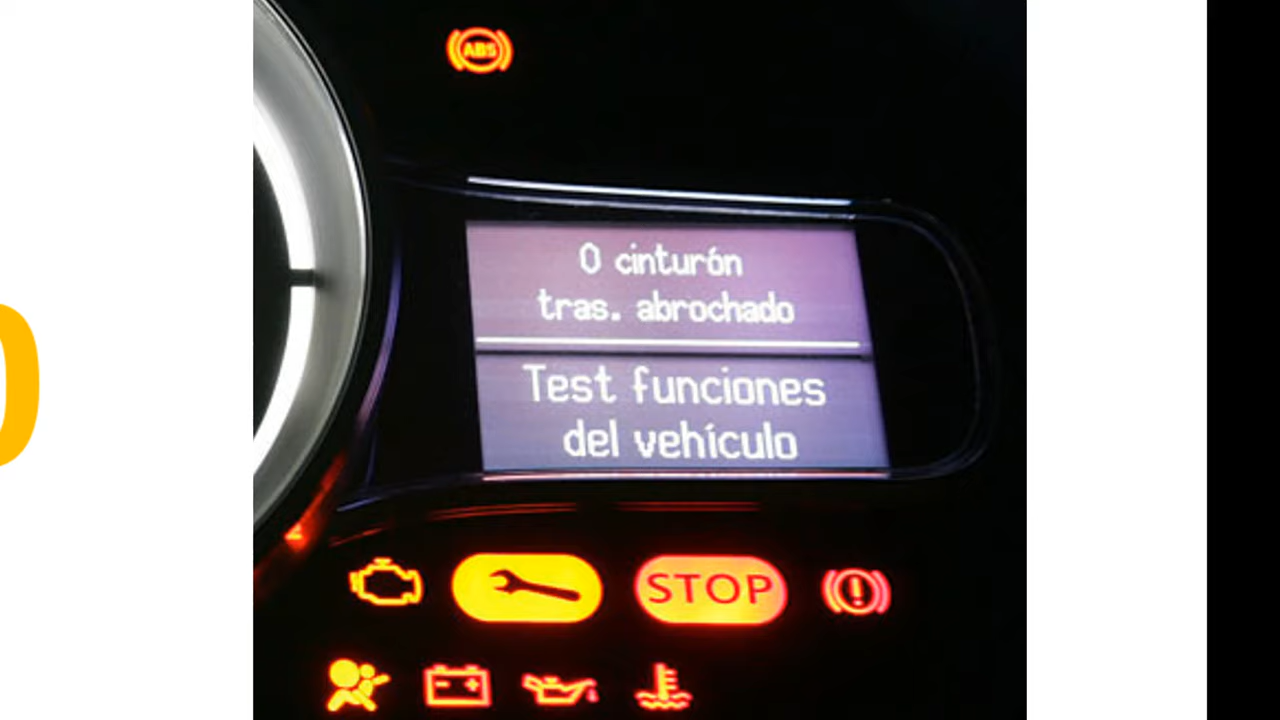 ABS
0 cinturón
tras. abrochado
Test funciones
del vehículo
STOP